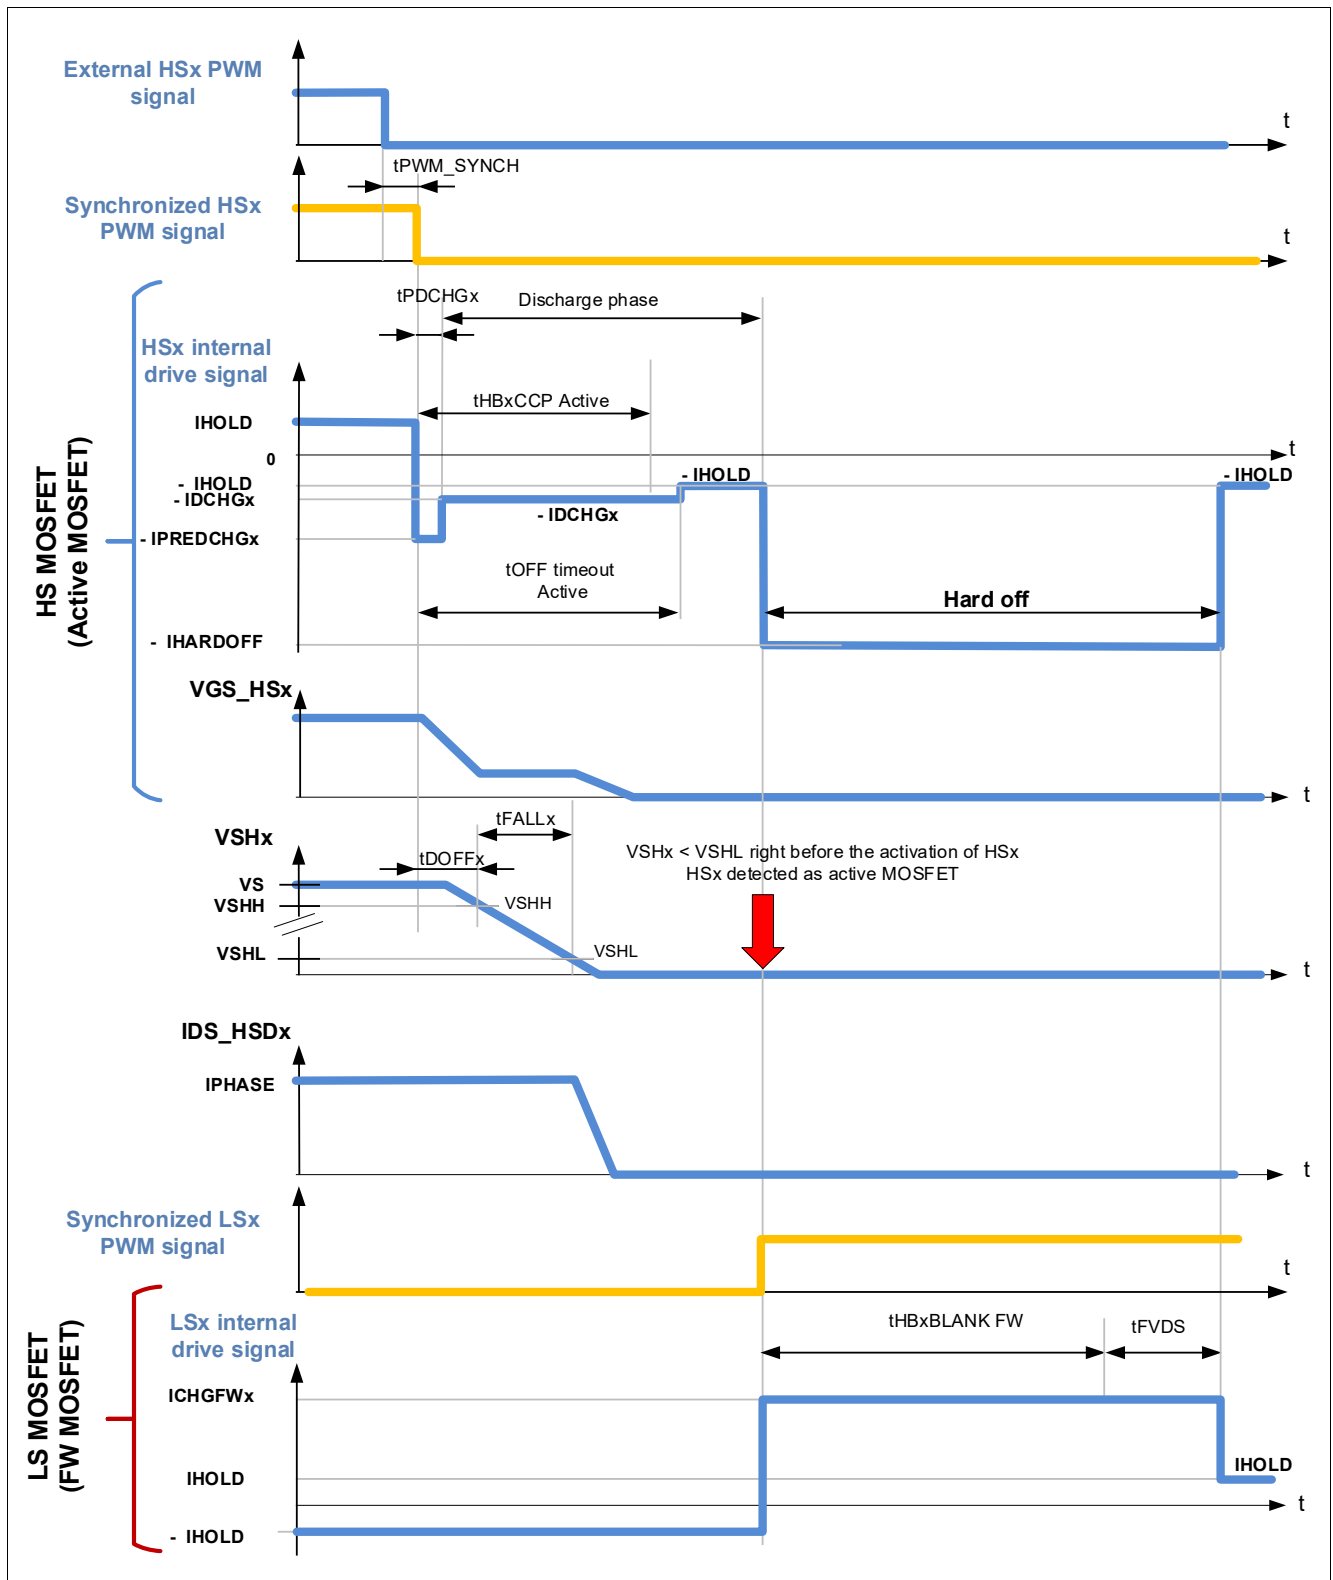 External HSx PWM
signal
t
tPWM_SYNCH
Synchronized HSx
PWM signal
t
tPDCHGx
Discharge phase
HSx internal
drive signal
tHBxCCP Active
IHOLD
0
t
- IHOLD
- IHOLD
- IHOLD
- IDCHGx
- IDCHGx
- IPREDCHGx
tOFF timeout
Active
Hard off
- IHARDOFF
HS MOSFET
(Active MOSFET)
VGS_HSx
t
tFALLx
VSHx
tDOFFx
VSHx < VSHL right before the activation of HSx
HSx detected as active MOSFET
VS
VSHH
VSHH
VSHL
VSHL
t
IDS_HSDx
IPHASE
t
Synchronized LSx
PWM signal
t
LSx internal
drive signal
tHBxBLANK FW
tFVDS
ICHGFWx
IHOLD
IHOLD
t
- IHOLD
LS MOSFET
(FW MOSFET)